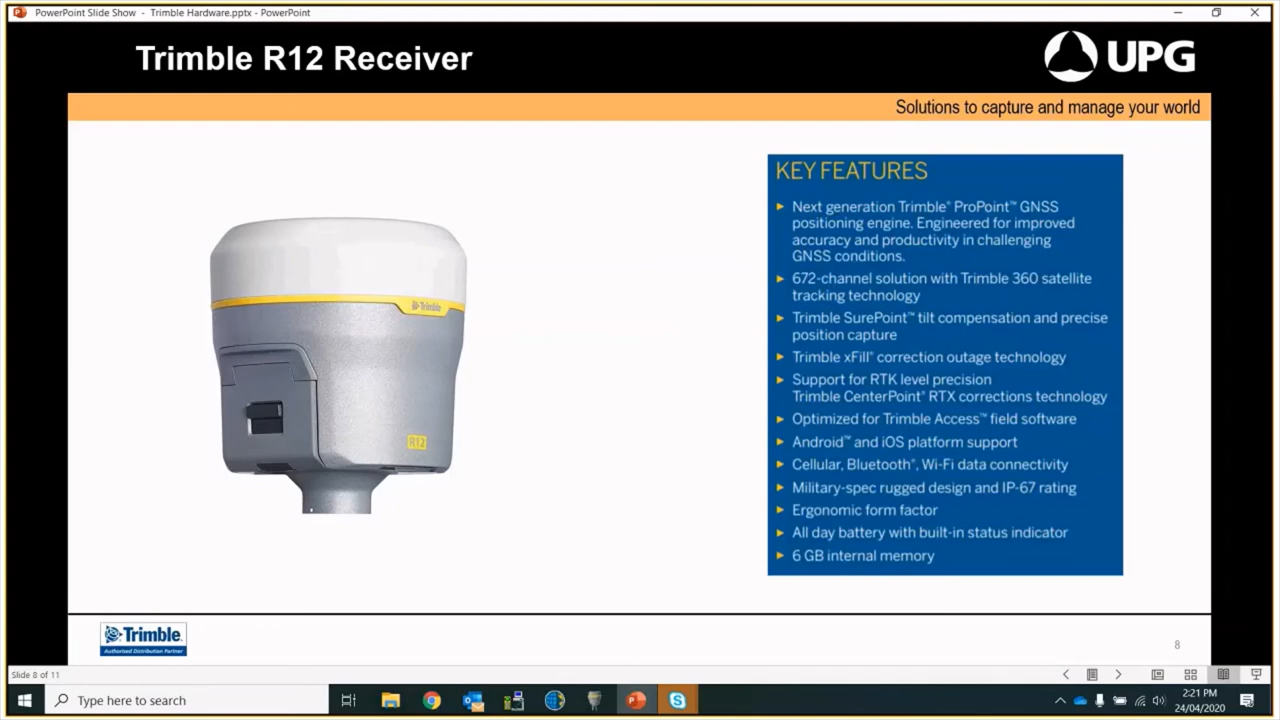 PowerPoint Slide Show - Trimble Hardware.pptx - PowerPoint
Trimble R12 Receiver
UPG
Solutions to capture and manage your world
KEY FEATURES
Next generation Trimble® ProPoint™ GNSS
positioning engine. Engineered for improved
accuracy and productivity in challenging
GNSS conditions.
672-channel solution with Trimble 360 satellite
tracking technology
Trimble SurePoint™ tilt compensation and precise
position capture
Trimble xFill® correction outage technology
Support for RTK level precision
Trimble CenterPoint® RTX corrections technology
Optimized for Trimble Access™ field software
Android™ and iOS platform support
Cellular, Bluetooth®, Wi-Fi data connectivity
Military-spec rugged design and IP-67 rating
Ergonomic form factor
All day battery with built-in status indicator
6 GB internal memory
Trimble
R12
Trimble.
Authorised Distribution Partner
8
Slide 8 of 11
Type here to search
2:21 PM
24/04/2020